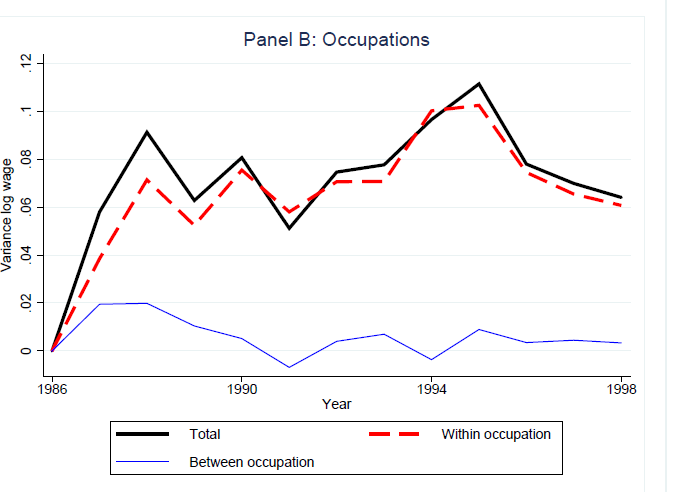 Panel B: Occupations
.12
.1
.08
.06
.04
.02
0
Variance log wage
1986 1990 1994 1998
Year
Total Within occupation
Between occupation